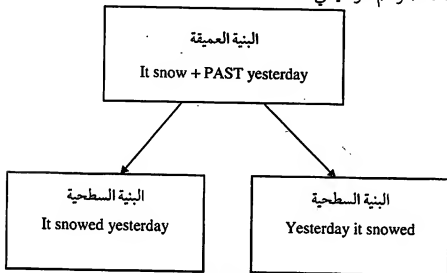 البنية العميقة
It snow + PAST yesterday
البنية السطحية
It snowed yesterday
البنية السطحية
Yesterday it snowed